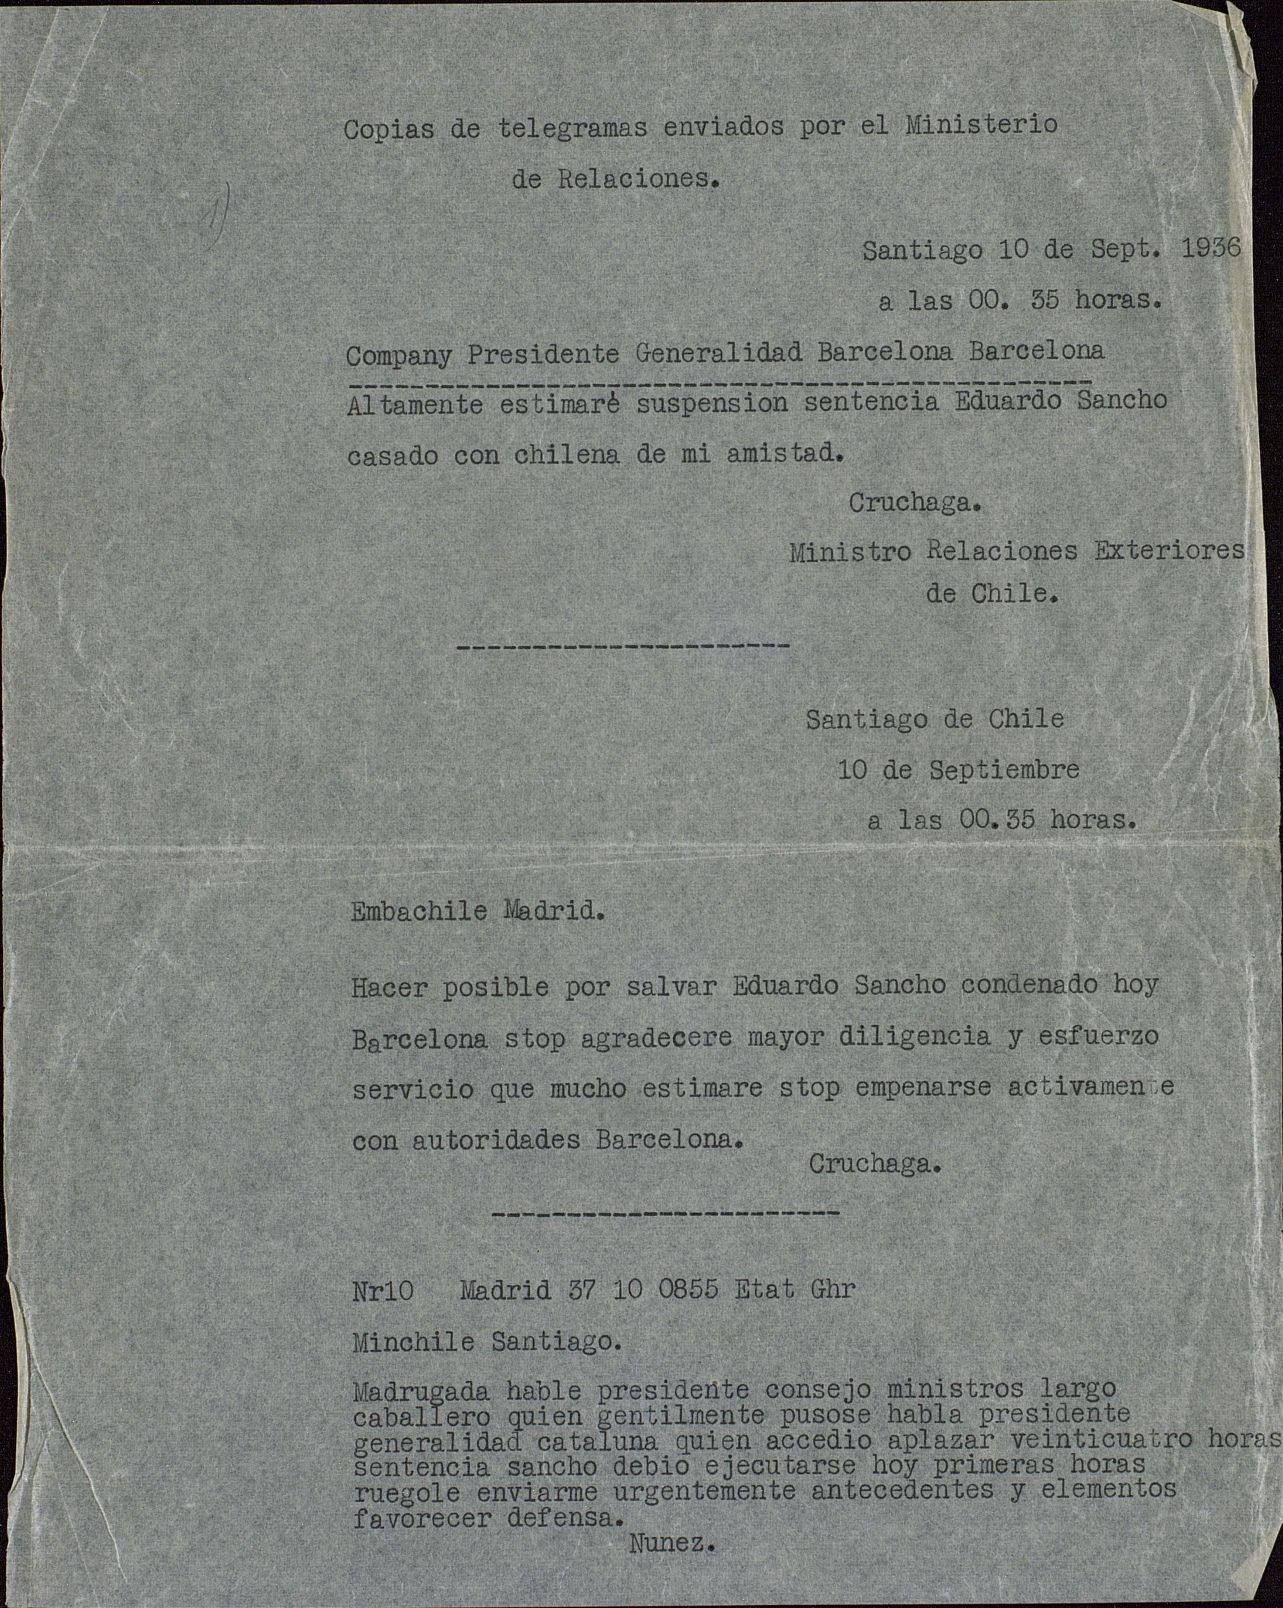 Copias de telegramas enviados por el Ministerio
de Relaciones.
1)
Santiago 10 de Sept. 1936
a las 00. 35 horas.
Company Presidente Generalidad Barcelona Barcelona
Altamente estimaré suspension sentencia Eduardo Sancho
casado con chilena de mi amistad.
Cruchaga.
Ministro Relaciones Exteriores
de Chile.
Santiago de Chile
10 de Septiembre
a las 00.35 horas.
Embachile Madrid.
Hacer posible por salvar Eduardo Sancho condenado hoy
Barcelona stop agradecere mayor diligencia y esfuerzo
servicio que mucho estimare stop empenarse activamente
con autoridades Barcelona.
Cruchaga.
Nr10 Madrid 37 10 0855 Etat Ghr
Minchile Santiago.
Madrugada hable presidente consejo ministros largo
caballero quien gentilmente pusose habla presidente
generalidad cataluna quien accedio aplazar veinticuatro horas
sentencia sancho debio ejecutarse hoy primeras horas
ruegole enviarme urgentemente antecedentes y elementos
favorecer defensa.
Nunez.